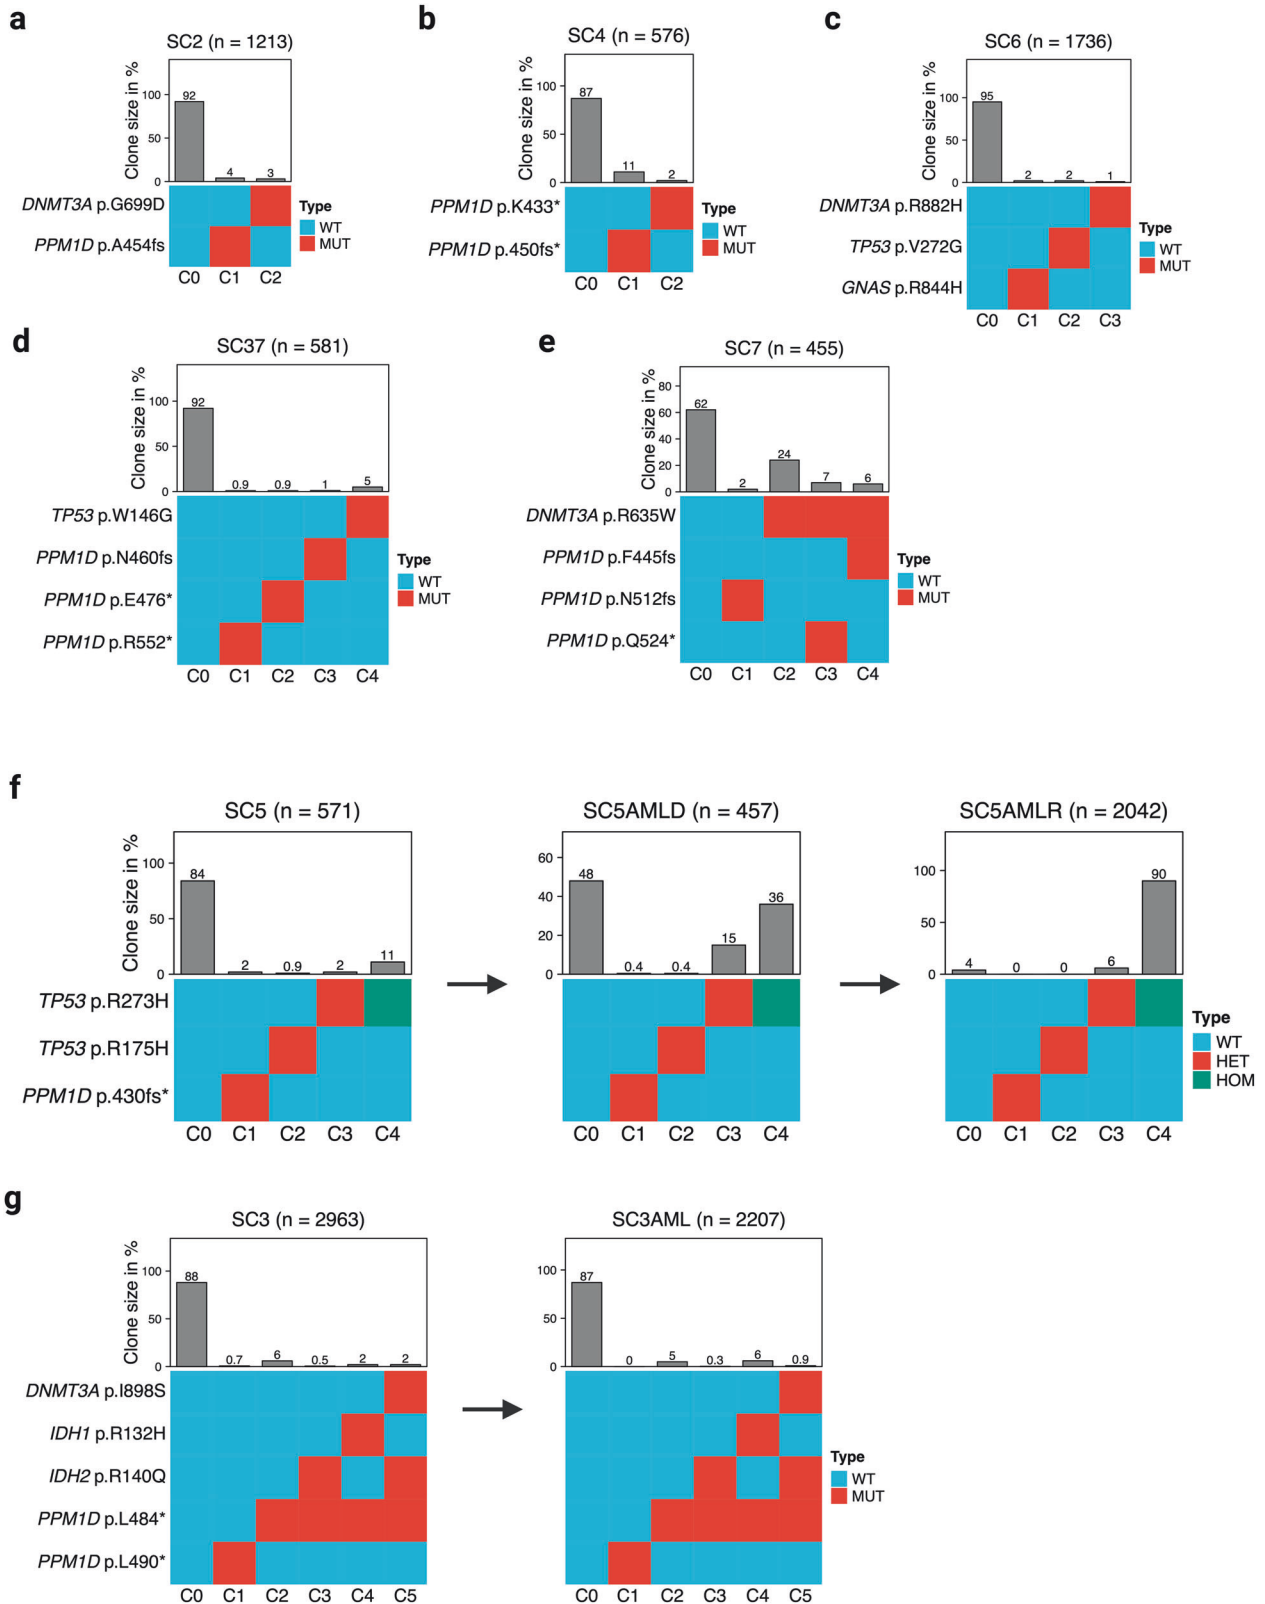 a
SC2 (n = 1213)
Clone size in %
100
50
0
92
4
3
DNMT3A p.G699D
PPM1D p.A454fs
C0 C1 C2
Type
WT
MUT
b
SC4 (n = 576)
Clone size in %
100
50
0
87
11
2
PPM1D p.K433*
PPM1D p.450fs*
C0 C1 C2
Type
WT
MUT
c
SC6 (n = 1736)
Clone size in %
100
50
0
95
2
2
1
DNMT3A p.R882H
TP53 p.V272G
GNAS p.R844H
C0 C1 C2 C3
Type
WT
MUT
d
SC37 (n = 581)
Clone size in %
100
50
0
92
0.9
0.9
1
5
TP53 p.W146G
PPM1D p.N460fs
PPM1D p.E476*
PPM1D p.R552*
C0 C1 C2 C3 C4
Type
WT
MUT
e
SC7 (n = 455)
Clone size in %
80
60
40
20
0
62
2
24
7
6
DNMT3A p.R635W
PPM1D p.F445fs
PPM1D p.N512fs
PPM1D p.Q524*
C0 C1 C2 C3 C4
Type
WT
MUT
f
SC5 (n = 571)
Clone size in %
100
50
0
84
2
0.9
2
11
TP53 p.R273H
TP53 p.R175H
PPM1D p.430fs*
C0 C1 C2 C3 C4
SC5AMLD (n = 457)
60
40
20
0
48
0.4
0.4
15
36
C0 C1 C2 C3 C4
SC5AMLR (n = 2042)
100
50
0
4
0
0
6
90
C0 C1 C2 C3 C4
Type
WT
HET
HOM
g
SC3 (n = 2963)
Clone size in %
100
50
0
88
0.7
6
0.5
2
2
DNMT3A p.I898S
IDH1 p.R132H
IDH2 p.R140Q
PPM1D p.L484*
PPM1D p.L490*
C0 C1 C2 C3 C4 C5
SC3AML (n = 2207)
100
50
0
87
0
5
0.3
6
0.9
C0 C1 C2 C3 C4 C5
Type
WT
MUT